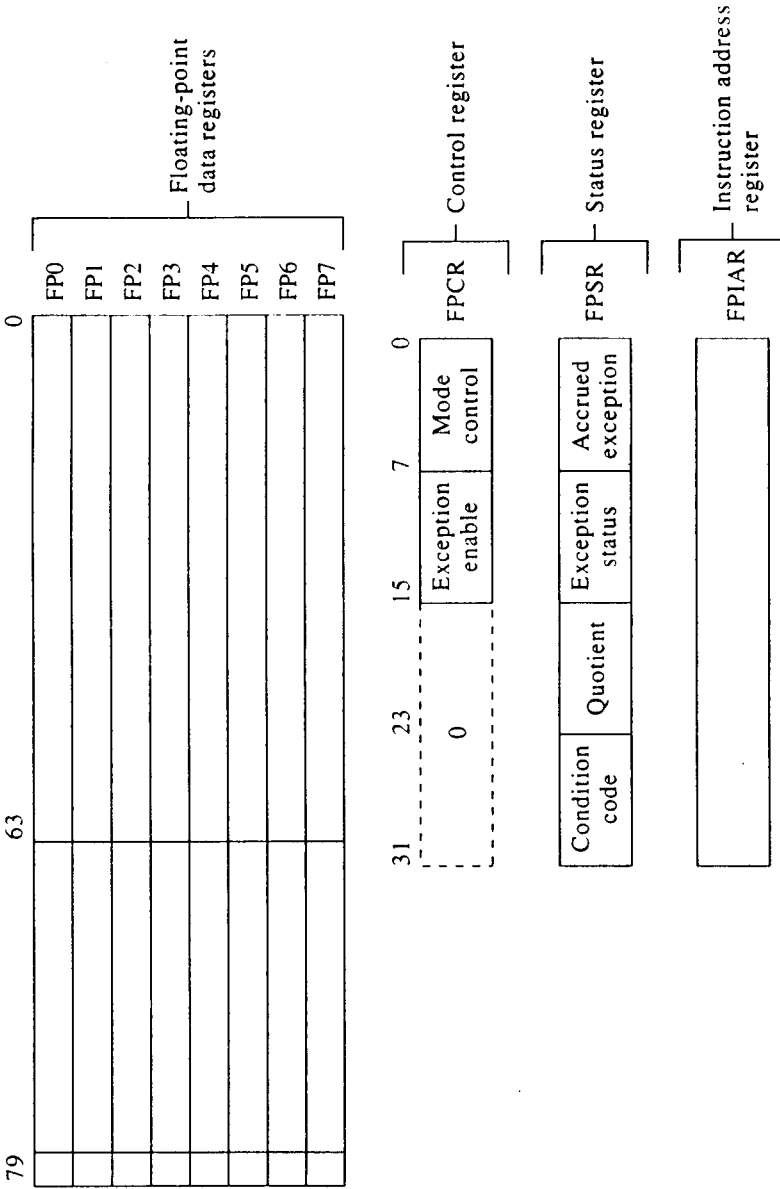 79 63 0
FP0
FP1
FP2
FP3
FP4
FP5
FP6
FP7
Floating-point
data registers
31 23 15 7 0
0
Exception
enable
Mode
control
FPCR
Control register
Condition
code
Quotient
Exception
status
Accrued
exception
FPSR
Status register
FPIAR
Instruction address
register